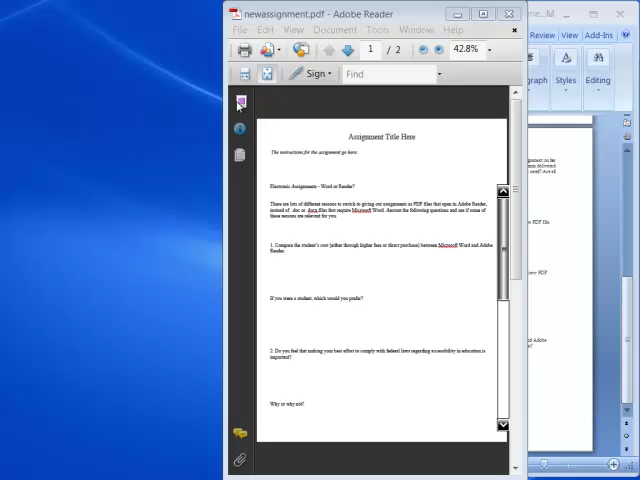 newassignment.pdf - Adobe Reader
File Edit View Document Tools Window Help
1 / 2 42.8%
Sign Find
Assignment Title Here
The instructions for the assignment go here.
Electronic Assignments - Word or Reader?
There are lots of different reasons to switch to giving out assignments as PDF files that open in Adobe Reader,
instead of .doc or .docx files that require Microsoft Word. Answer the following questions and see if some of
these reasons are relevant for you.
1. Compare the student's cost (either through higher fees or direct purchase) between Microsoft Word and Adobe
Reader.
If you were a student, which would you prefer?
2. Do you feel that making your best effort to comply with federal laws regarding accessibility in education is
important?
Why or why not?
Review View Add-Ins
graph Styles Editing
PDF file.
new PDF
nd Adobe